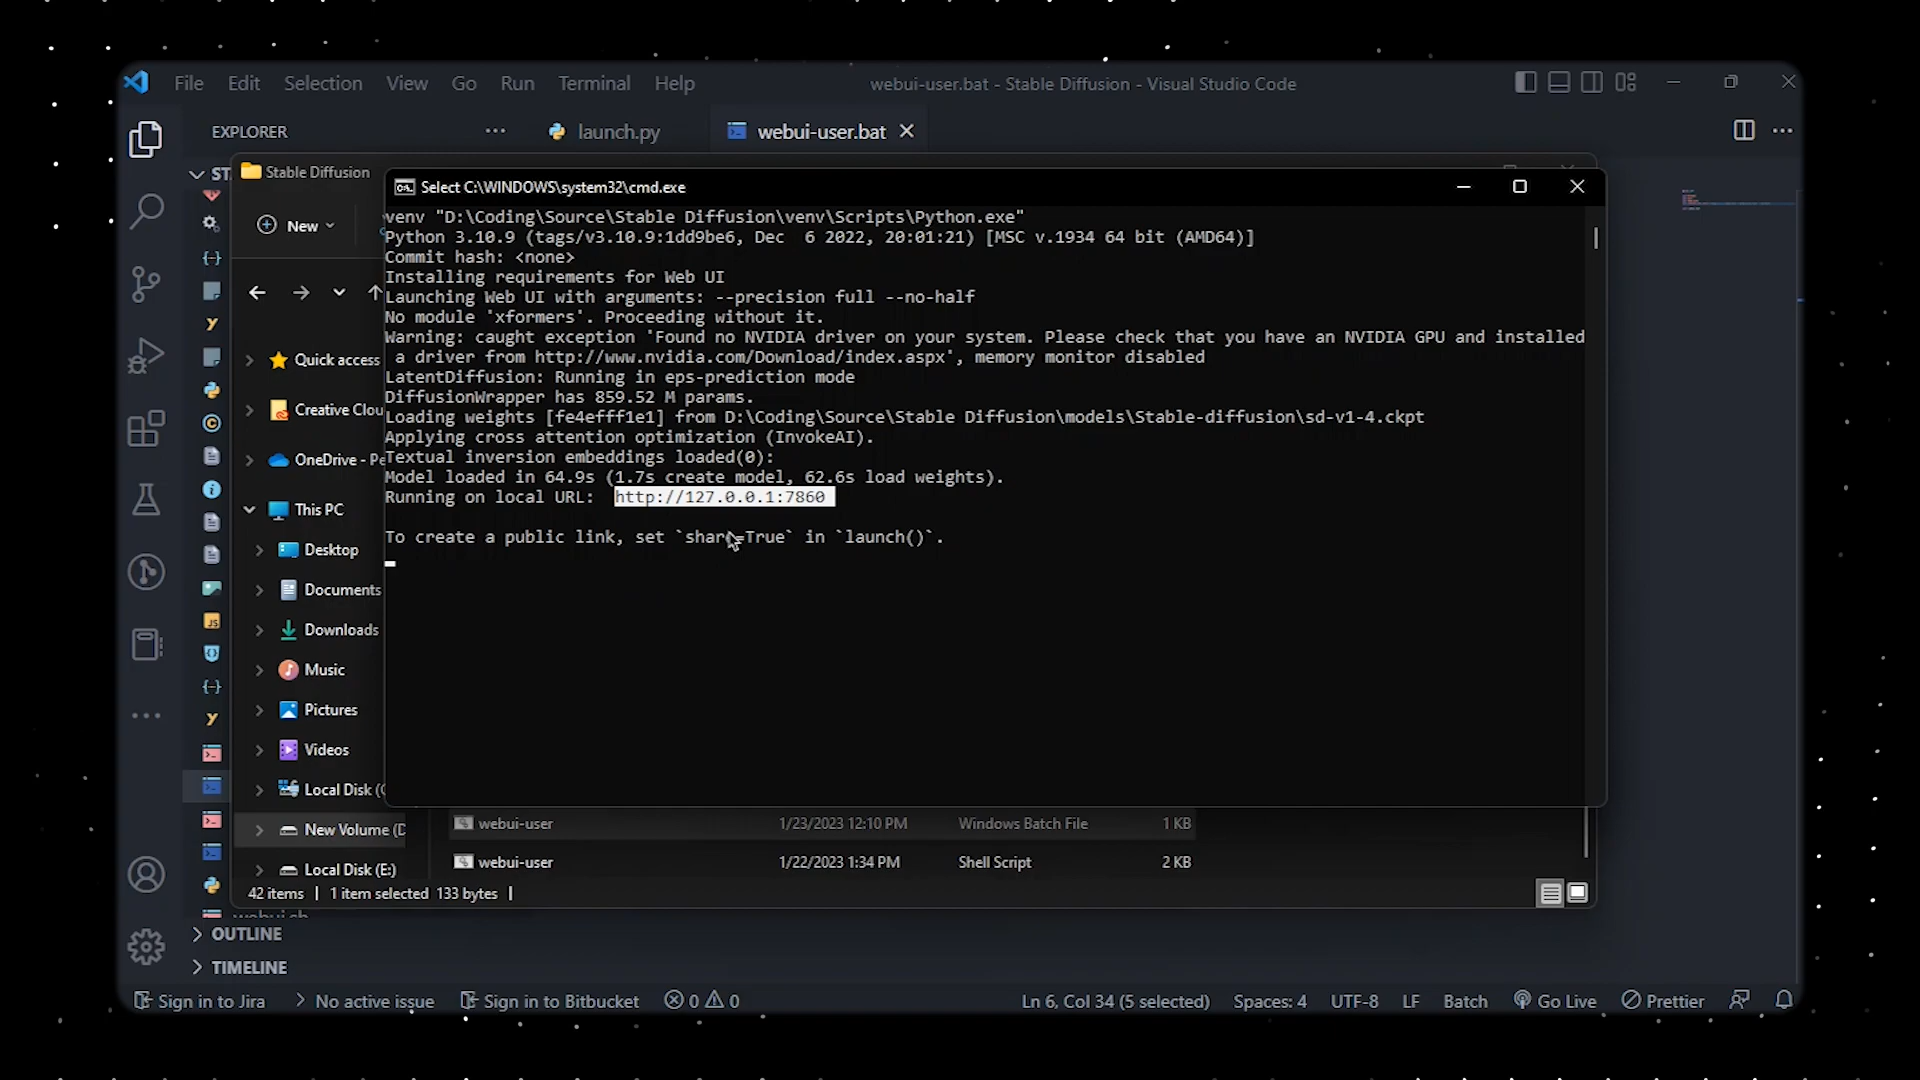 File Edit Selection View Go Run Terminal Help
webui-user.bat - Stable Diffusion - Visual Studio Code
EXPLORER
launch.py
webui-user.bat
ST
Stable Diffusion
New
Select C:\WINDOWS\system32\cmd.exe
venv "D:\Coding\Source\Stable Diffusion\venv\Scripts\Python.exe"
Python 3.10.9 (tags/v3.10.9:1dd9be6, Dec  6 2022, 20:01:21) [MSC v.1934 64 bit (AMD64)]
Commit hash: <none>
Installing requirements for Web UI
Launching Web UI with arguments: --precision full --no-half
No module 'xformers'. Proceeding without it.
Warning: caught exception 'Found no NVIDIA driver on your system. Please check that you have an NVIDIA GPU and installed
 a driver from http://www.nvidia.com/Download/index.aspx', memory monitor disabled
LatentDiffusion: Running in eps-prediction mode
DiffusionWrapper has 859.52 M params.
Loading weights [fe4efff1e1] from D:\Coding\Source\Stable Diffusion\models\Stable-diffusion\sd-v1-4.ckpt
Applying cross attention optimization (InvokeAI).
Textual inversion embeddings loaded(0):
Model loaded in 64.9s (1.7s create model, 62.6s load weights).
Running on local URL:  http://127.0.0.1:7860
To create a public link, set `share=True` in `launch()`.
Quick access
Creative Clou
OneDrive - Pe
This PC
Desktop
Documents
Downloads
Music
Pictures
Videos
Local Disk (C
New Volume (D
Local Disk (E:)
webui-user 1/23/2023 12:10 PM Windows Batch File 1 KB
webui-user 1/22/2023 1:34 PM Shell Script 2 KB
42 items 1 item selected 133 bytes
OUTLINE
TIMELINE
Sign in to Jira No active issue Sign in to Bitbucket 0 0
Ln 6, Col 34 (5 selected) Spaces: 4 UTF-8 LF Batch Go Live Prettier